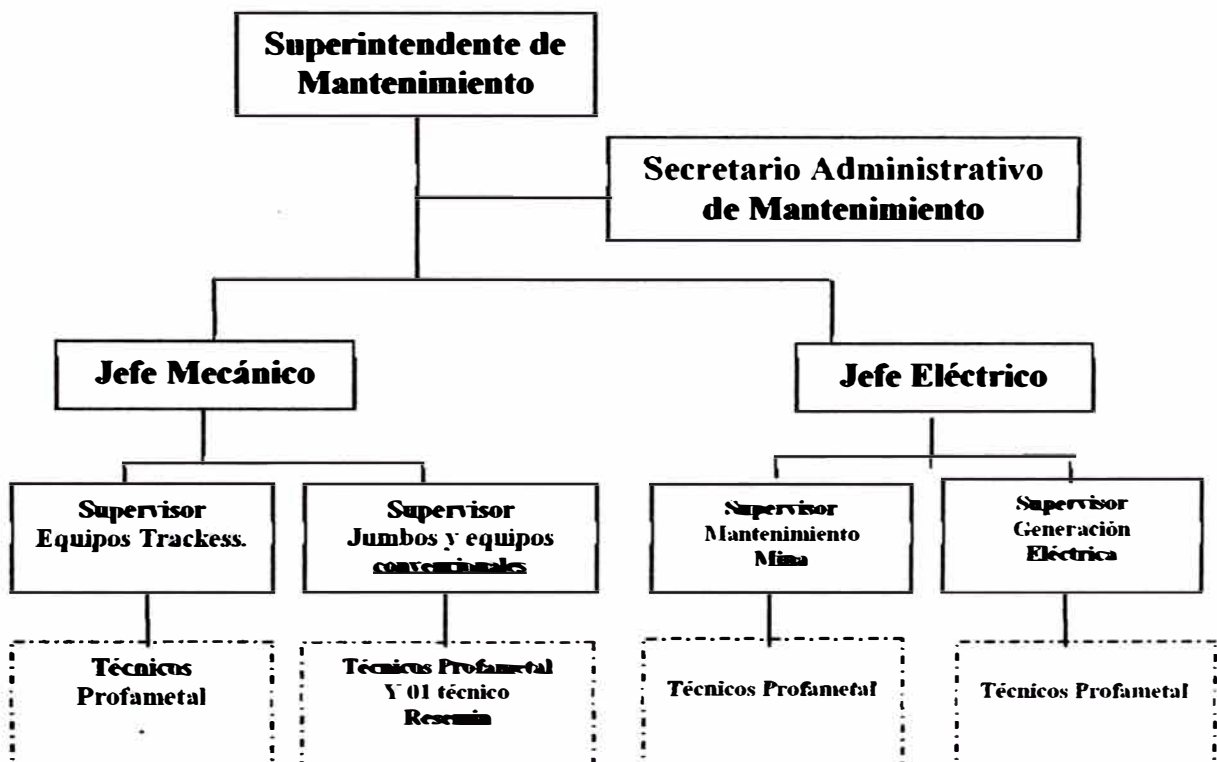 Superintendente de
Mantenimiento
Secretario Administrativo
de Mantenimiento
Jefe Mecánico
Jefe Eléctrico
Supervisor
Equipos Trackess.
Supervisor
Jumbos y equipos
convencionales
Supervisor
Mantenimiento
Mina
Supervisor
Generación
Eléctrica
Técnicos
Profametal
Técnicos Profametal
Y 01 técnico
Resemin
Técnicos Profametal
Técnicos Profametal